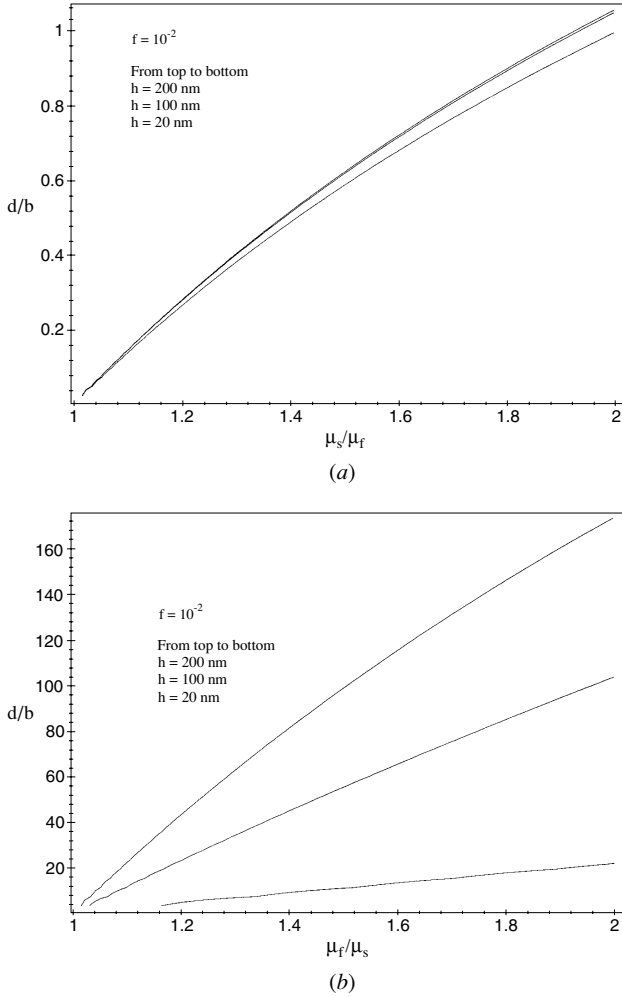 1
0.8
0.6
0.4
0.2
d/b
f = 10⁻²
From top to bottom
h = 200 nm
h = 100 nm
h = 20 nm
1 1.2 1.4 1.6 1.8 2
μₛ/μf
(a)
160
140
120
100
80
60
40
20
d/b
f = 10⁻²
From top to bottom
h = 200 nm
h = 100 nm
h = 20 nm
1 1.2 1.4 1.6 1.8 2
μf/μₛ
(b)